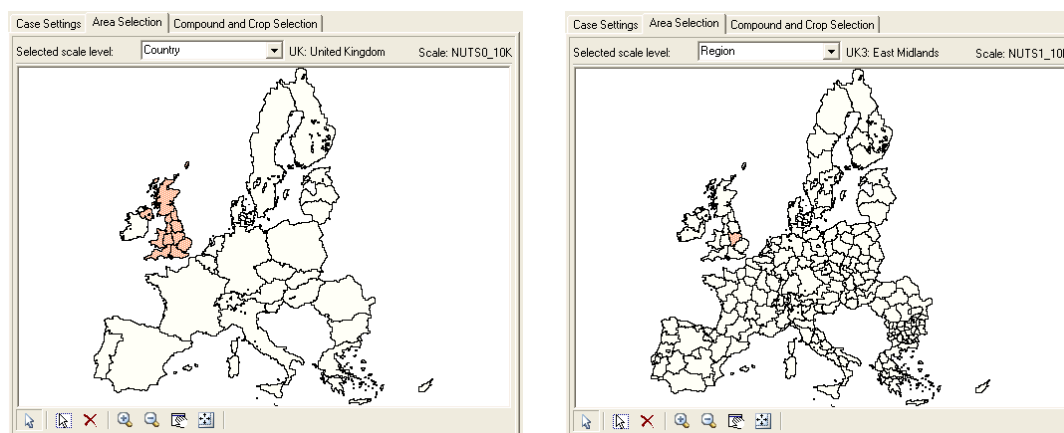 Case Settings Area Selection Compound and Crop Selection
Selected scale level: Country UK: United Kingdom Scale: NUTS0_10K
Case Settings Area Selection Compound and Crop Selection
Selected scale level: Region UK3: East Midlands Scale: NUTS1_10